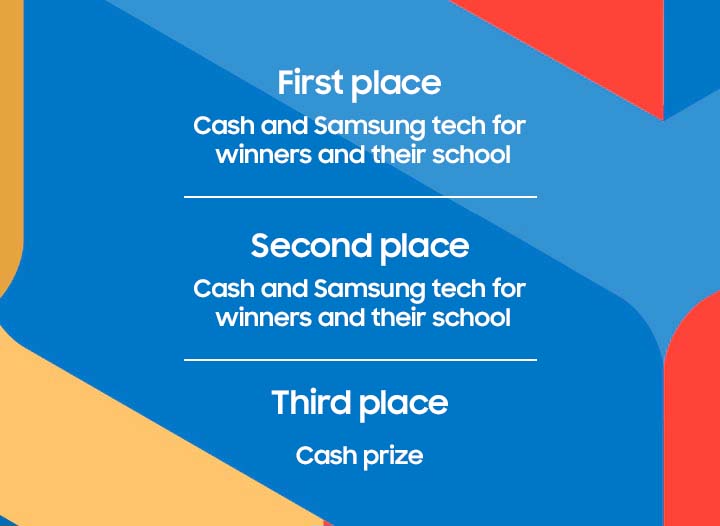 First place
Cash and Samsung tech for
winners and their school
Second place
Cash and Samsung tech for
winners and their school
Third place
Cash prize